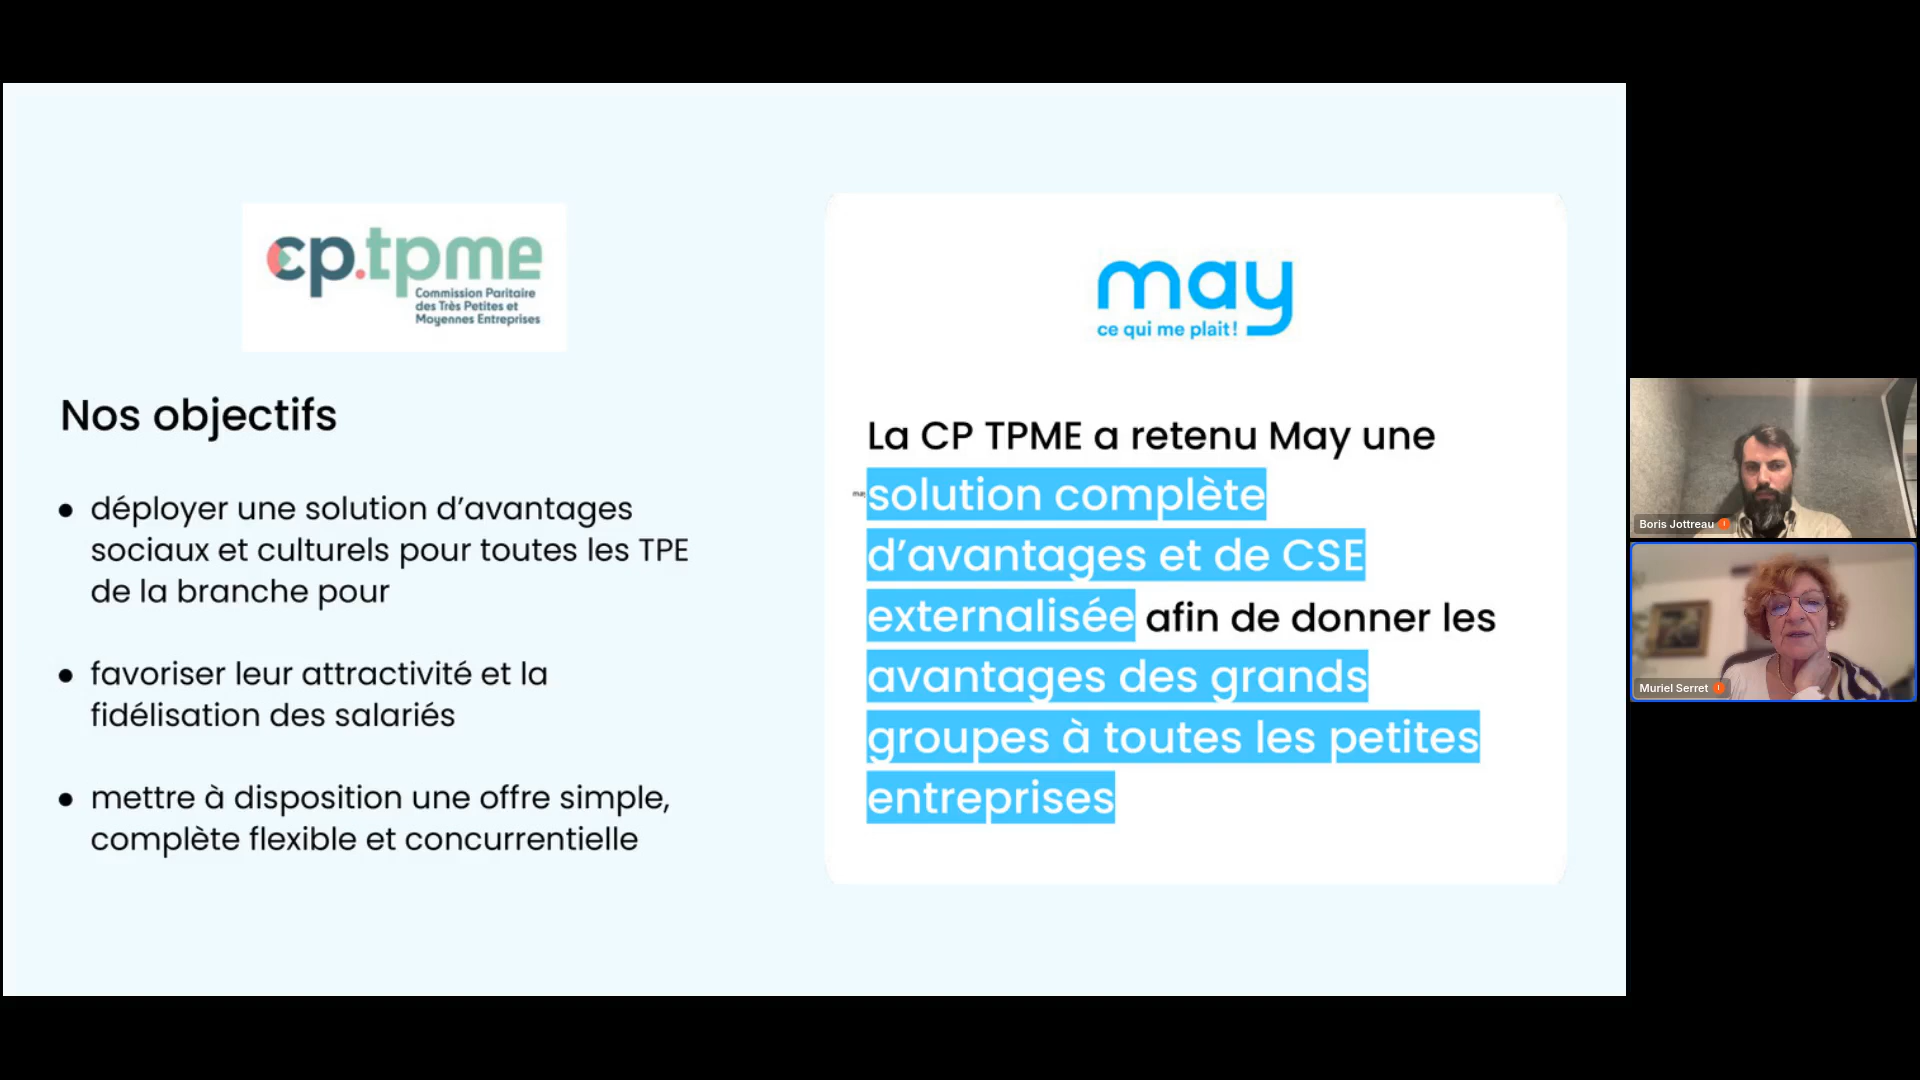 cp.tpme
Commission Paritaire
des Très Petites et
Moyennes Entreprises
Nos objectifs
● déployer une solution d’avantages
sociaux et culturels pour toutes les TPE
de la branche pour
● favoriser leur attractivité et la
fidélisation des salariés
● mettre à disposition une offre simple,
complète flexible et concurrentielle
may
ce qui me plait!
La CP TPME a retenu May une
solution complète
d’avantages et de CSE
externalisée afin de donner les
avantages des grands
groupes à toutes les petites
entreprises
Boris Jottreau
Muriel Serret